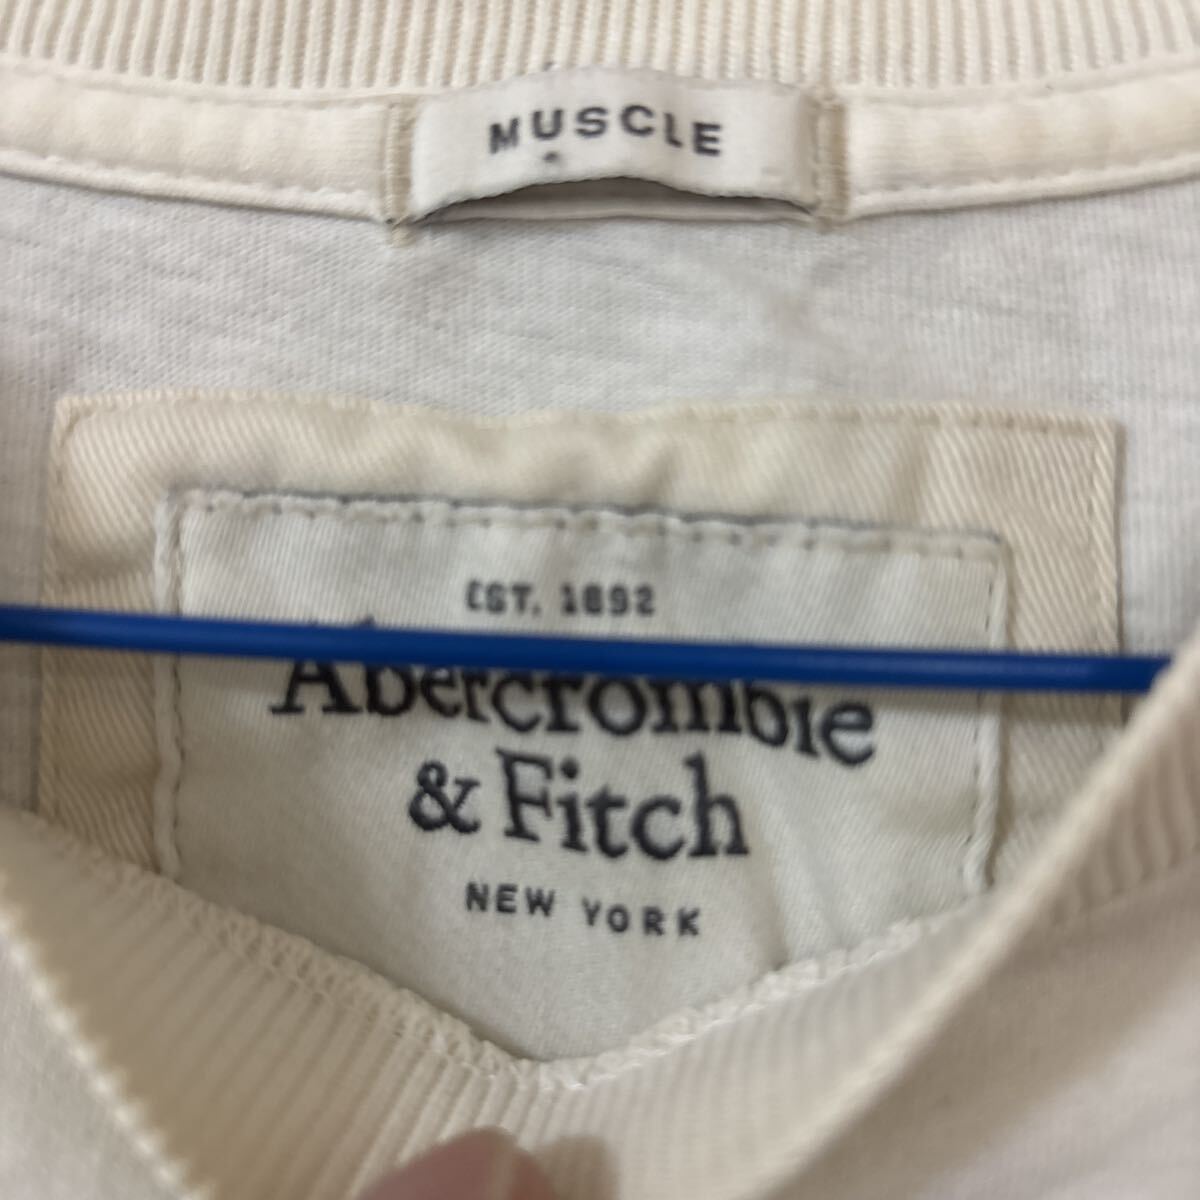 MUSCLE
EST. 1892
Abercrombie
& Fitch
NEW YORK